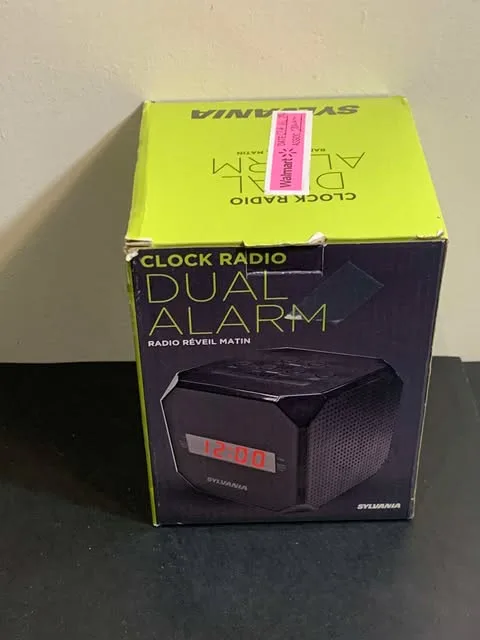 SYLVANIA
CLOCK RADIO
DUAL
ALARM
Walmart
CLOCK RADIO
DUAL
ALARM
RADIO RÉVEIL MATIN
12:00
SYLVANIA
SYLVANIA